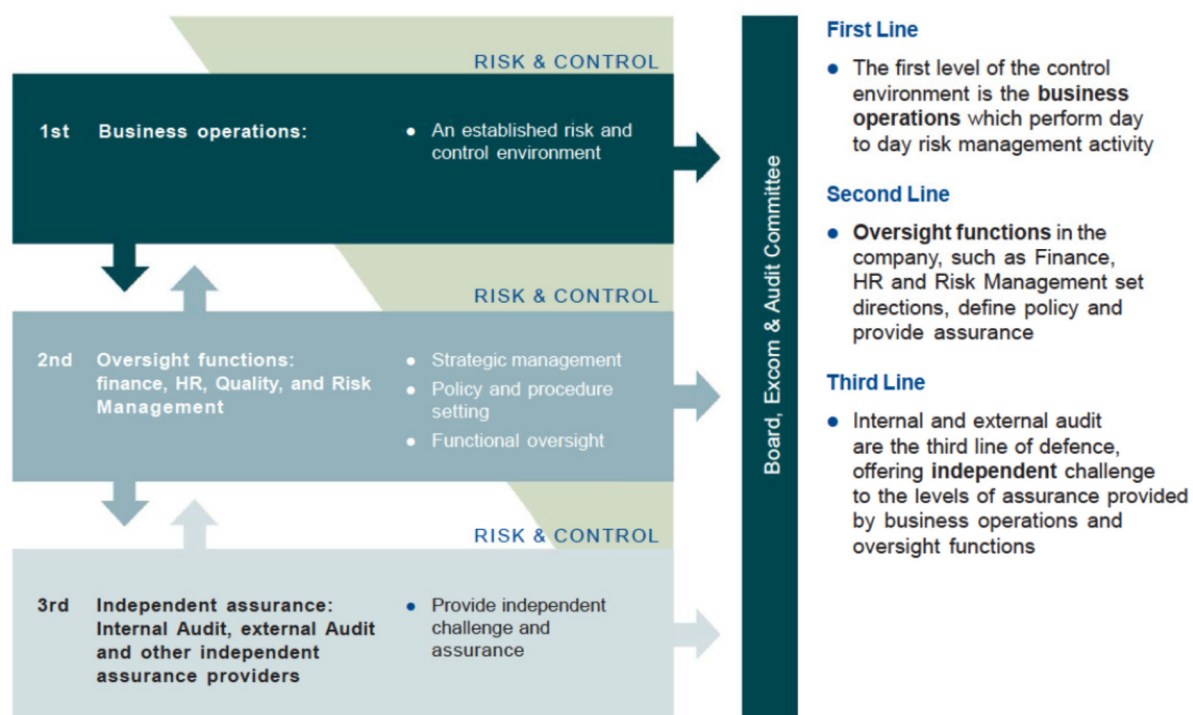 RISK & CONTROL
1st Business operations:
• An established risk and
control environment
RISK & CONTROL
2nd Oversight functions:
finance, HR, Quality, and Risk
Management
• Strategic management
• Policy and procedure
setting
• Functional oversight
RISK & CONTROL
3rd Independent assurance:
Internal Audit, external Audit
and other independent
assurance providers
• Provide independent
challenge and
assurance
Board, Excom & Audit Committee
First Line
• The first level of the control
environment is the business
operations which perform day
to day risk management activity
Second Line
• Oversight functions in the
company, such as Finance,
HR and Risk Management set
directions, define policy and
provide assurance
Third Line
• Internal and external audit
are the third line of defence,
offering independent challenge
to the levels of assurance provided
by business operations and
oversight functions